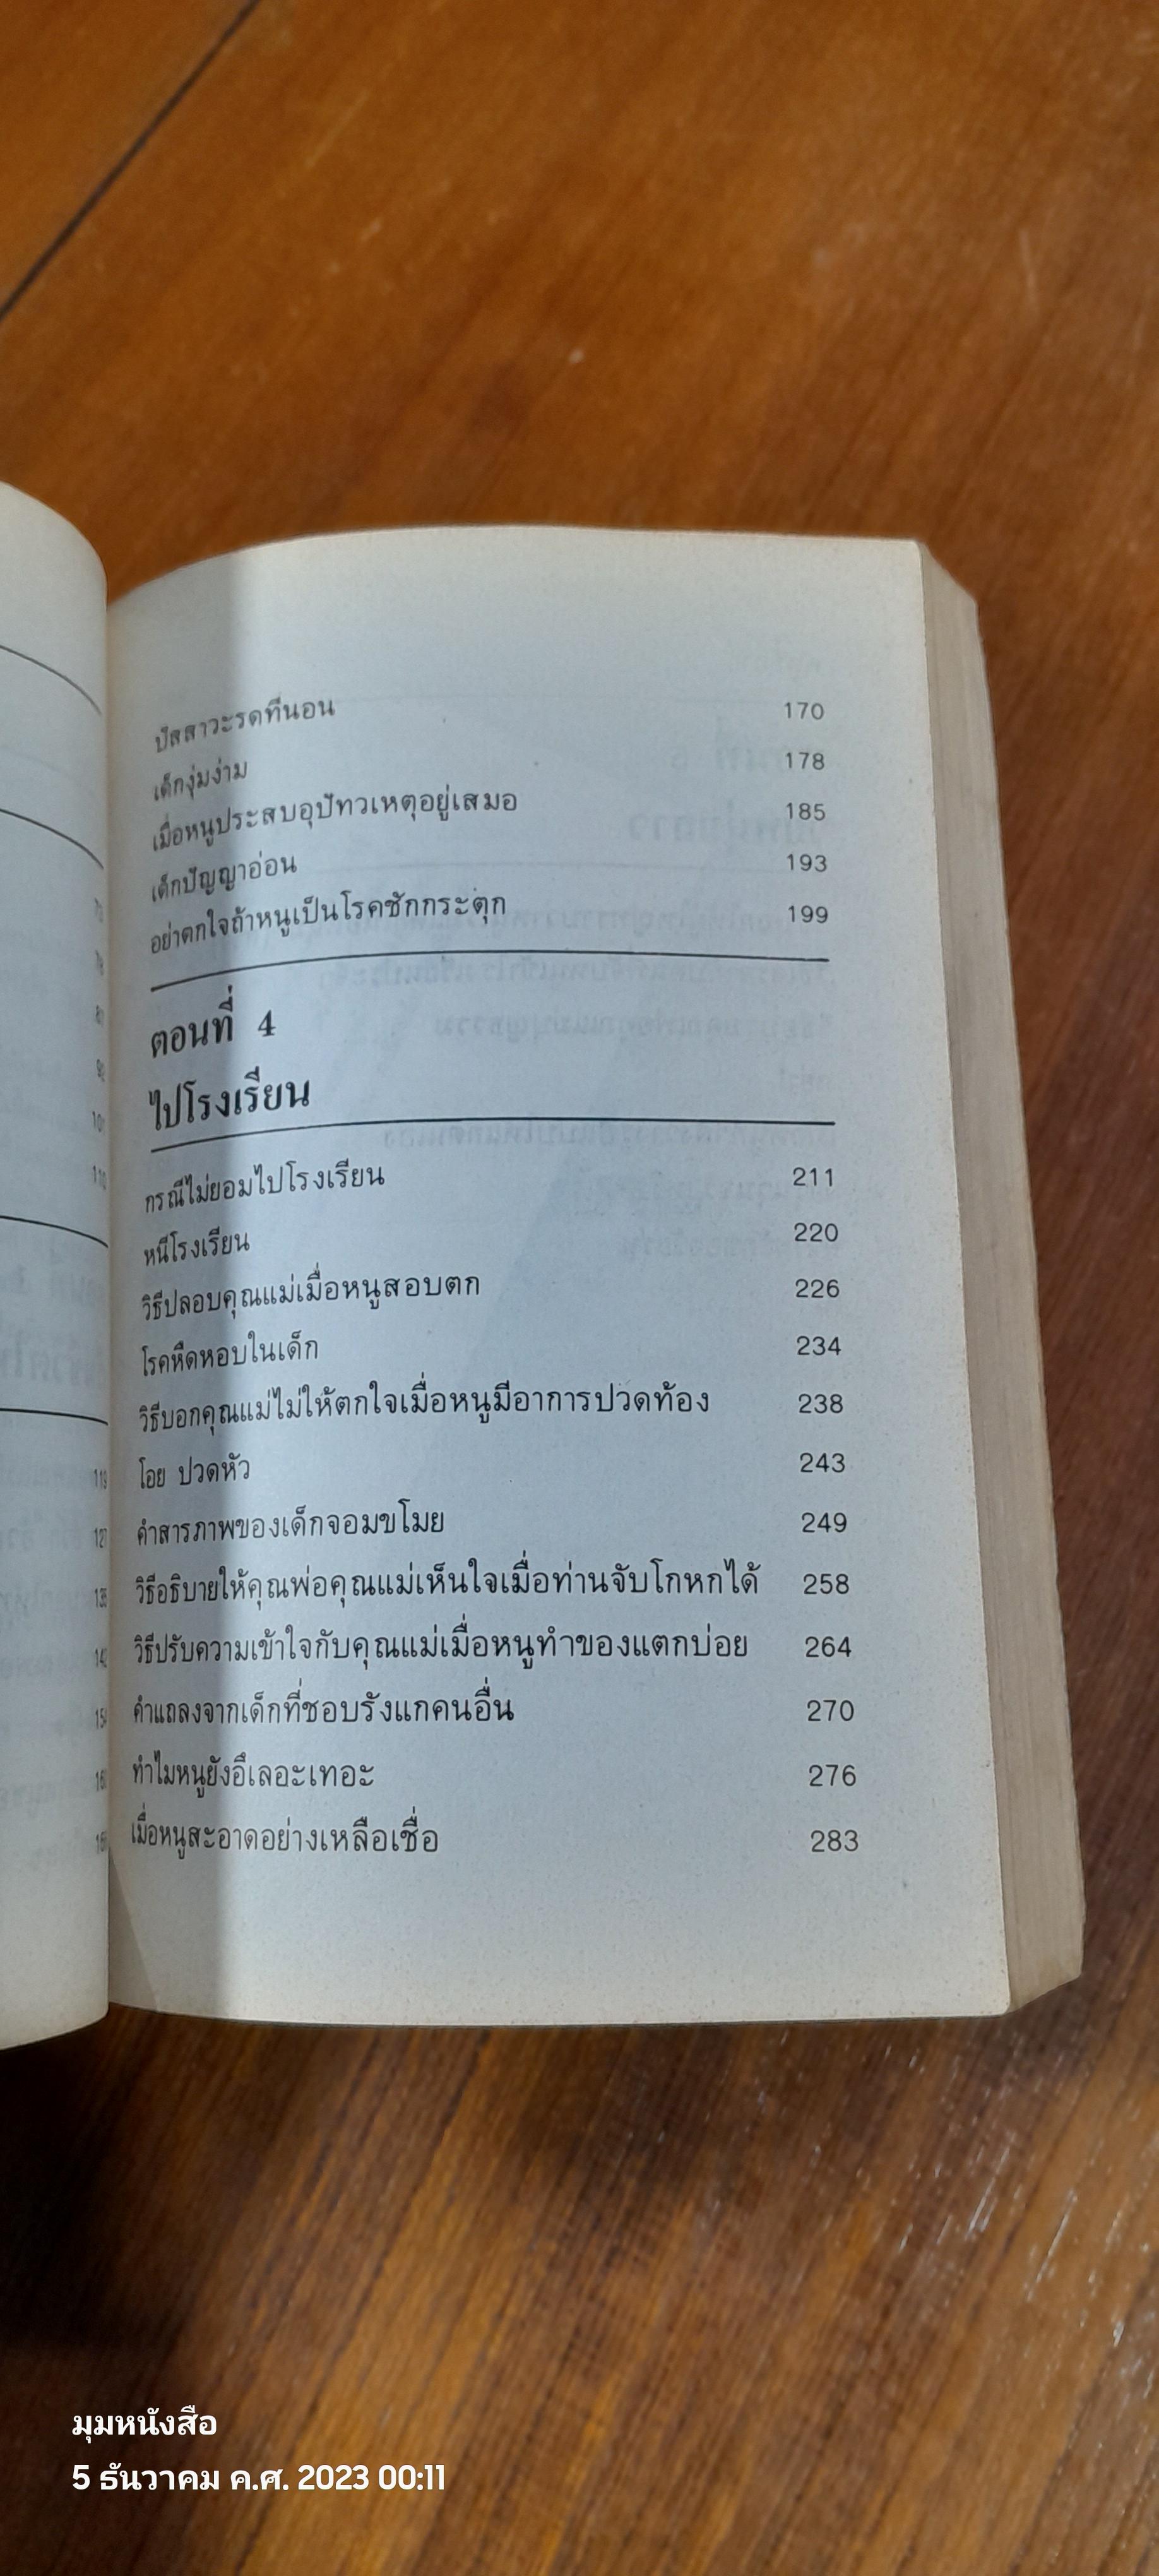 ปัสสาวะรดที่นอน 170
เด็กงุ่มง่าม 178
เมื่อหนูประสบอุปัทวเหตุอยู่เสมอ 185
เด็กปัญญาอ่อน 193
อย่าตกใจถ้าหนูเป็นโรคชักกระตุก 199
ตอนที่ 4
ไปโรงเรียน
กรณีไม่ยอมไปโรงเรียน 211
หนีโรงเรียน 220
วิธีปลอบคุณแม่เมื่อหนูสอบตก 226
โรคหืดหอบในเด็ก 234
วิธีบอกคุณแม่ไม่ให้ตกใจเมื่อหนูมีอาการปวดท้อง 238
โอย ปวดหัว 243
คำสารภาพของเด็กจอมขโมย 249
วิธีอธิบายให้คุณพ่อคุณแม่เห็นใจเมื่อท่านจับโกหกได้ 258
วิธีปรับความเข้าใจกับคุณแม่เมื่อหนูทำของแตกบ่อย 264
คำแถลงจากเด็กที่ชอบรังแกคนอื่น 270
ทำไมหนูยังอึเลอะเทอะ 276
เมื่อหนูสะอาดอย่างเหลือเชื่อ 283
มุมหนังสือ
5 ธันวาคม ค.ศ. 2023 00:11